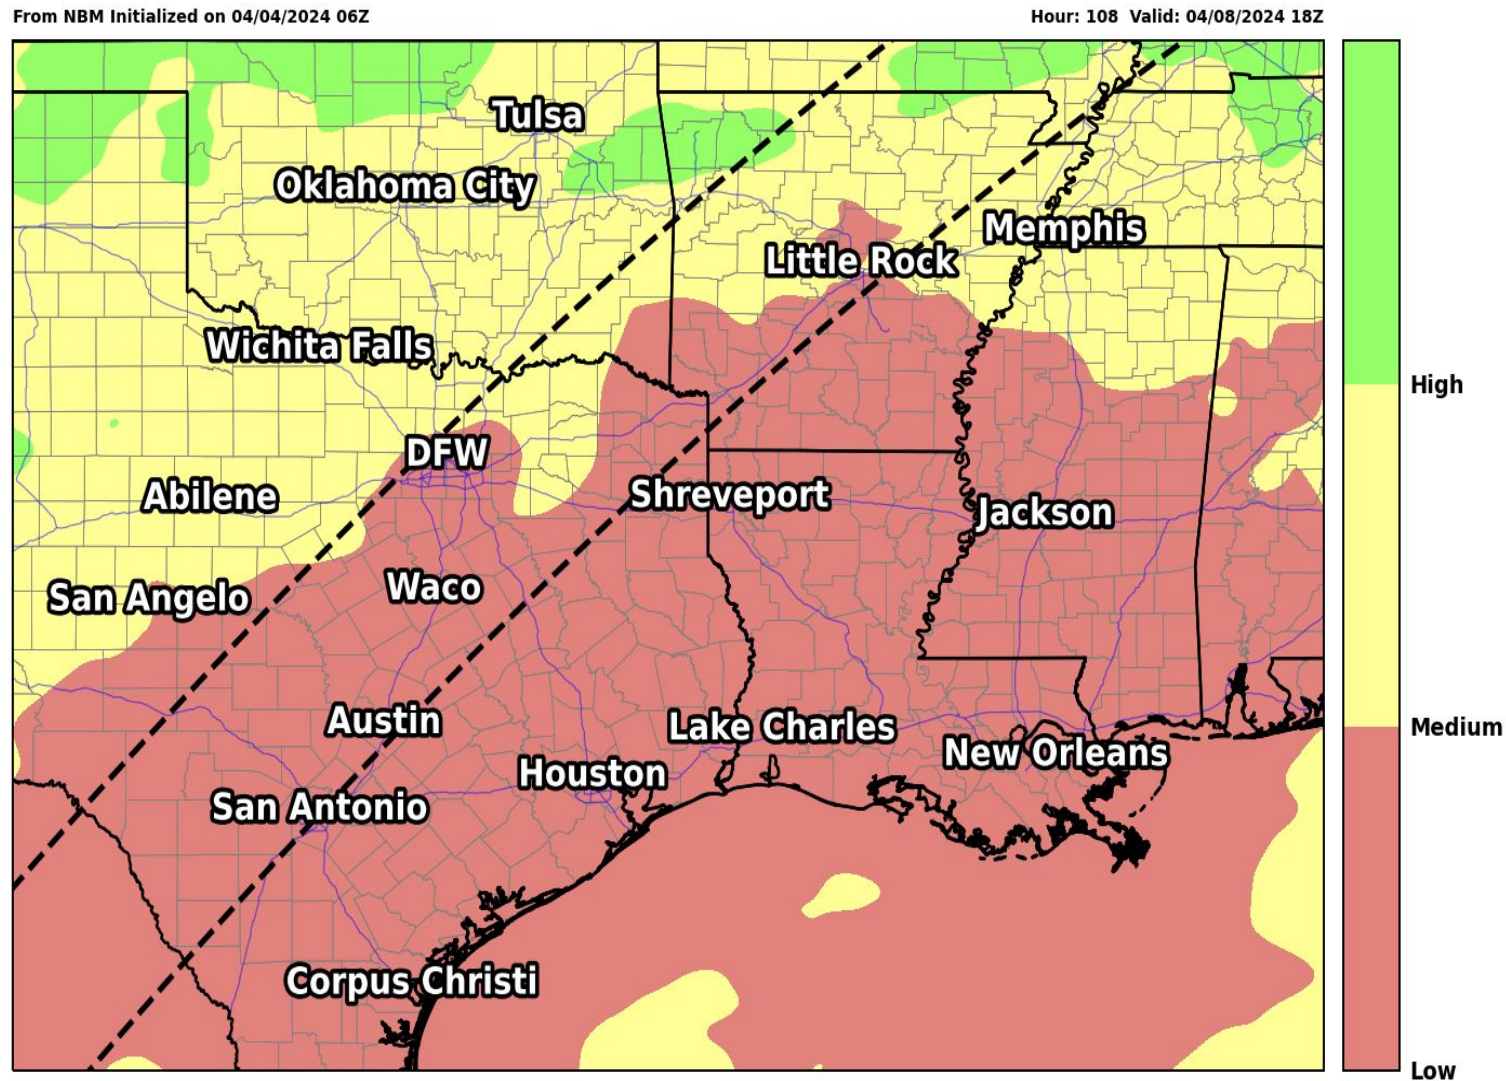 From NBM Initialized on 04/04/2024 06Z
Hour: 108  Valid: 04/08/2024 18Z
Tulsa
Oklahoma City
Memphis
Little Rock
Wichita Falls
High
DFW
Abilene
Shreveport
Jackson
San Angelo
Waco
Austin
Lake Charles
Medium
New Orleans
Houston
San Antonio
Corpus Christi
Low